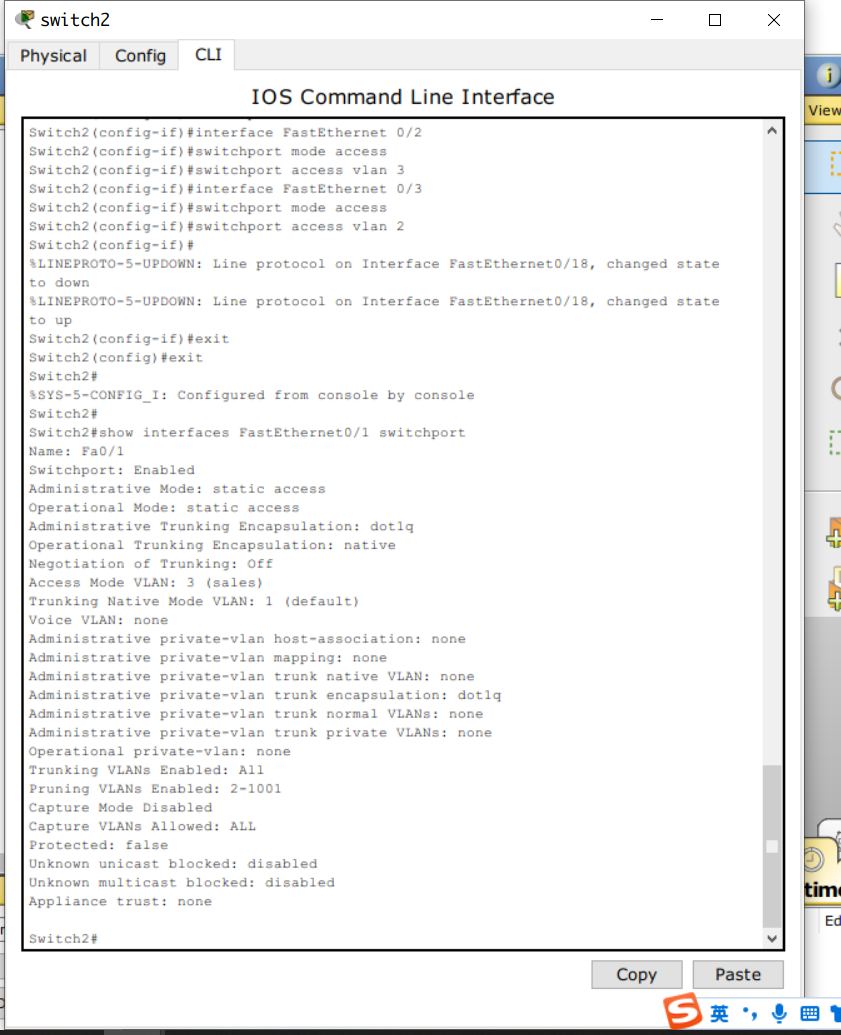 switch2
Physical Config CLI
IOS Command Line Interface
Switch2(config-if)#interface FastEthernet 0/2
Switch2(config-if)#switchport mode access
Switch2(config-if)#switchport access vlan 3
Switch2(config-if)#interface FastEthernet 0/3
Switch2(config-if)#switchport mode access
Switch2(config-if)#switchport access vlan 2
Switch2(config-if)#
%LINEPROTO-5-UPDOWN: Line protocol on Interface FastEthernet0/18, changed state
to down
%LINEPROTO-5-UPDOWN: Line protocol on Interface FastEthernet0/18, changed state
to up
Switch2(config-if)#exit
Switch2(config)#exit
Switch2#
%SYS-5-CONFIG_I: Configured from console by console
Switch2#
Switch2#show interfaces FastEthernet0/1 switchport
Name: Fa0/1
Switchport: Enabled
Administrative Mode: static access
Operational Mode: static access
Administrative Trunking Encapsulation: dot1q
Operational Trunking Encapsulation: native
Negotiation of Trunking: Off
Access Mode VLAN: 3 (sales)
Trunking Native Mode VLAN: 1 (default)
Voice VLAN: none
Administrative private-vlan host-association: none
Administrative private-vlan mapping: none
Administrative private-vlan trunk native VLAN: none
Administrative private-vlan trunk encapsulation: dot1q
Administrative private-vlan trunk normal VLANs: none
Administrative private-vlan trunk private VLANs: none
Operational private-vlan: none
Trunking VLANs Enabled: All
Pruning VLANs Enabled: 2-1001
Capture Mode Disabled
Capture VLANs Allowed: ALL
Protected: false
Unknown unicast blocked: disabled
Unknown multicast blocked: disabled
Appliance trust: none
Switch2#
Copy Paste
View
time
Ed
英